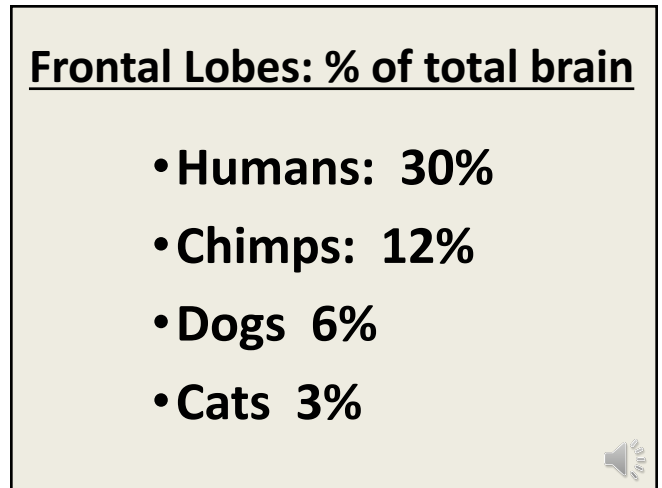 Frontal Lobes: % of total brain
•Humans: 30%
•Chimps: 12%
•Dogs 6%
•Cats 3%